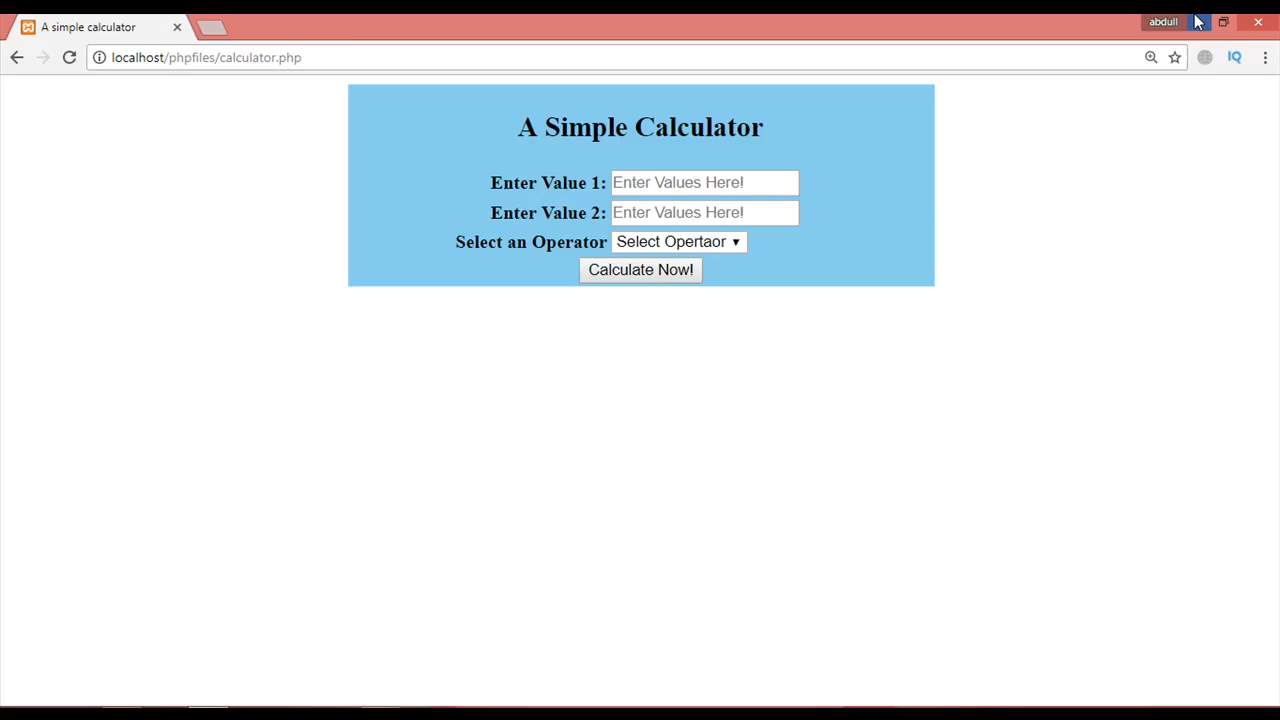 A simple calculator
abdull
localhost/phpfiles/calculator.php
IQ
A Simple Calculator
Enter Value 1: Enter Values Here!
Enter Value 2: Enter Values Here!
Select an Operator Select Opertaor
Calculate Now!